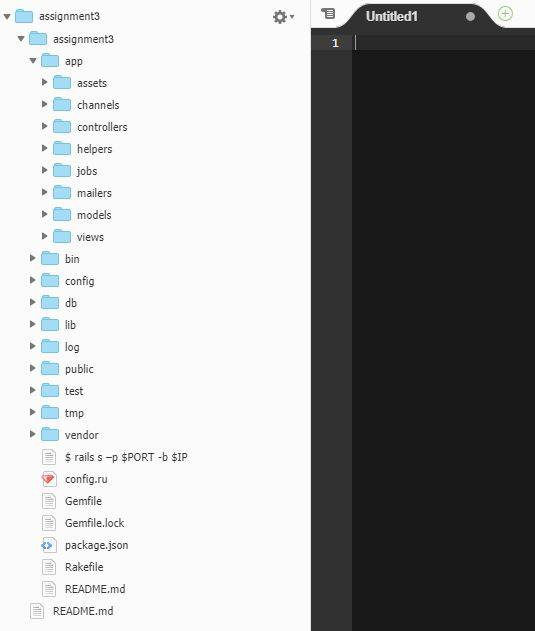 assignment3
Untitled1
assignment3
1
app
assets
channels
controllers
helpers
jobs
mailers
models
views
bin
config
db
lib
log
public
test
tmp
vendor
$ rails s –p $PORT -b $IP
config.ru
Gemfile
Gemfile.lock
package.json
Rakefile
README.md
README.md